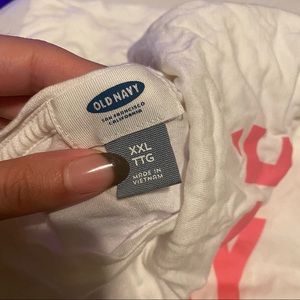 OLD NAVY
SAN FRANCISCO
CALIFORNIA
XXL
TTG
MADE IN
VIETNAM